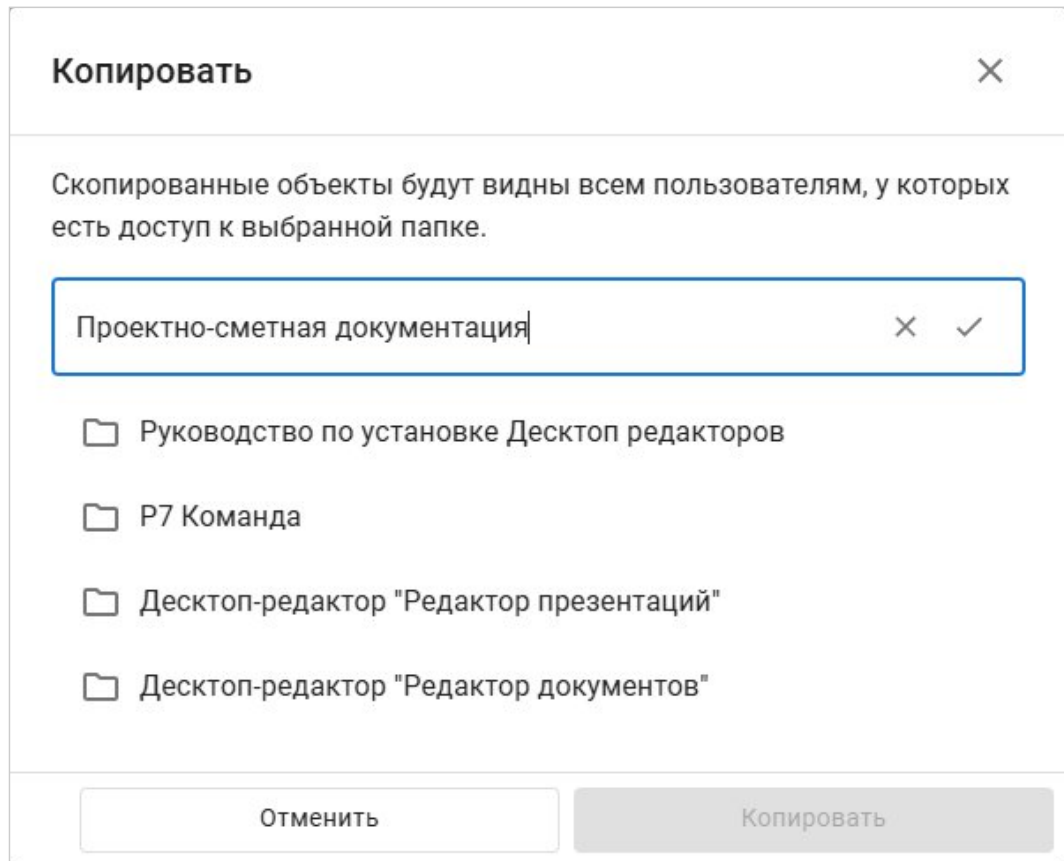 Копировать
Скопированные объекты будут видны всем пользователям, у которых
есть доступ к выбранной папке.
Проектно-сметная документация
Руководство по установке Десктоп редакторов
Р7 Команда
Десктоп-редактор "Редактор презентаций"
Десктоп-редактор "Редактор документов"
Отменить
Копировать